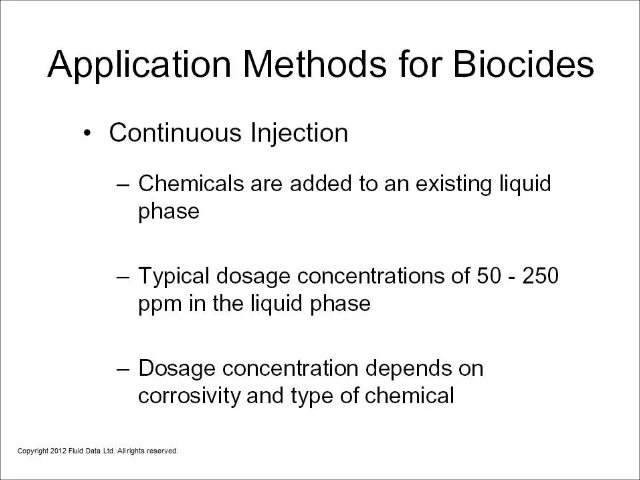 Application Methods for Biocides
• Continuous Injection
– Chemicals are added to an existing liquid
phase
– Typical dosage concentrations of 50 - 250
ppm in the liquid phase
– Dosage concentration depends on
corrosivity and type of chemical
Copyright 2012 Fluid Data Ltd. All rights reserved.